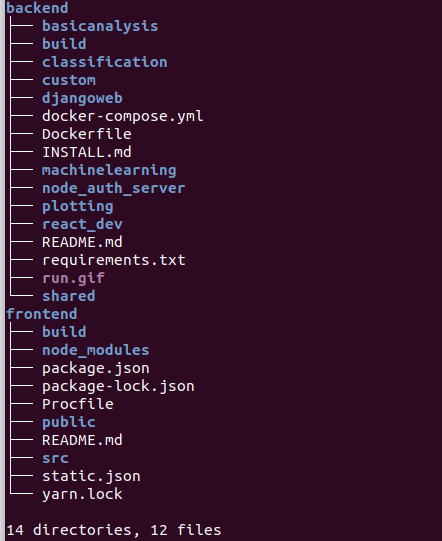 backend
├── basicanalysis
├── build
├── classification
├── custom
├── djangoweb
├── docker-compose.yml
├── Dockerfile
├── INSTALL.md
├── machinelearning
├── node_auth_server
├── plotting
├── react_dev
├── README.md
├── requirements.txt
├── run.gif
└── shared
frontend
├── build
├── node_modules
├── package.json
├── package-lock.json
├── Procfile
├── public
├── README.md
├── src
├── static.json
└── yarn.lock
14 directories, 12 files